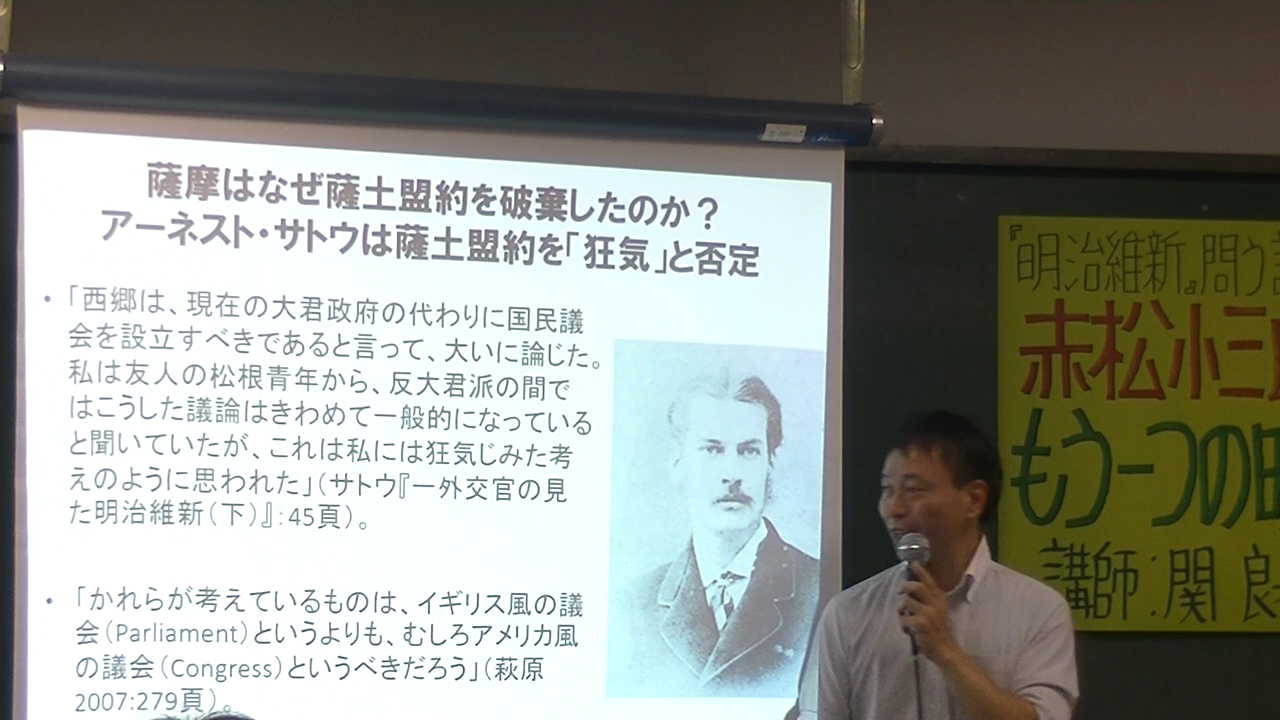 薩摩はなぜ薩土盟約を破棄したのか？
アーネスト・サトウは薩土盟約を「狂気」と否定
• 「西郷は、現在の大君政府の代わりに国民議
会を設立すべきであると言って、大いに論じた。
私は友人の松根青年から、反大君派の間で
はこうした議論はきわめて一般的になっている
と聞いていたが、これは私には狂気じみた考
えのように思われた」（サトウ『一外交官の見
た明治維新（下）』：45頁）。
• 「かれらが考えているものは、イギリス風の議
会（Parliament）というよりも、むしろアメリカ風
の議会（Congress）というべきだろう」（萩原
2007:279頁）。
『明治維新』問う
赤松小三
もう一つの
講師：関 良